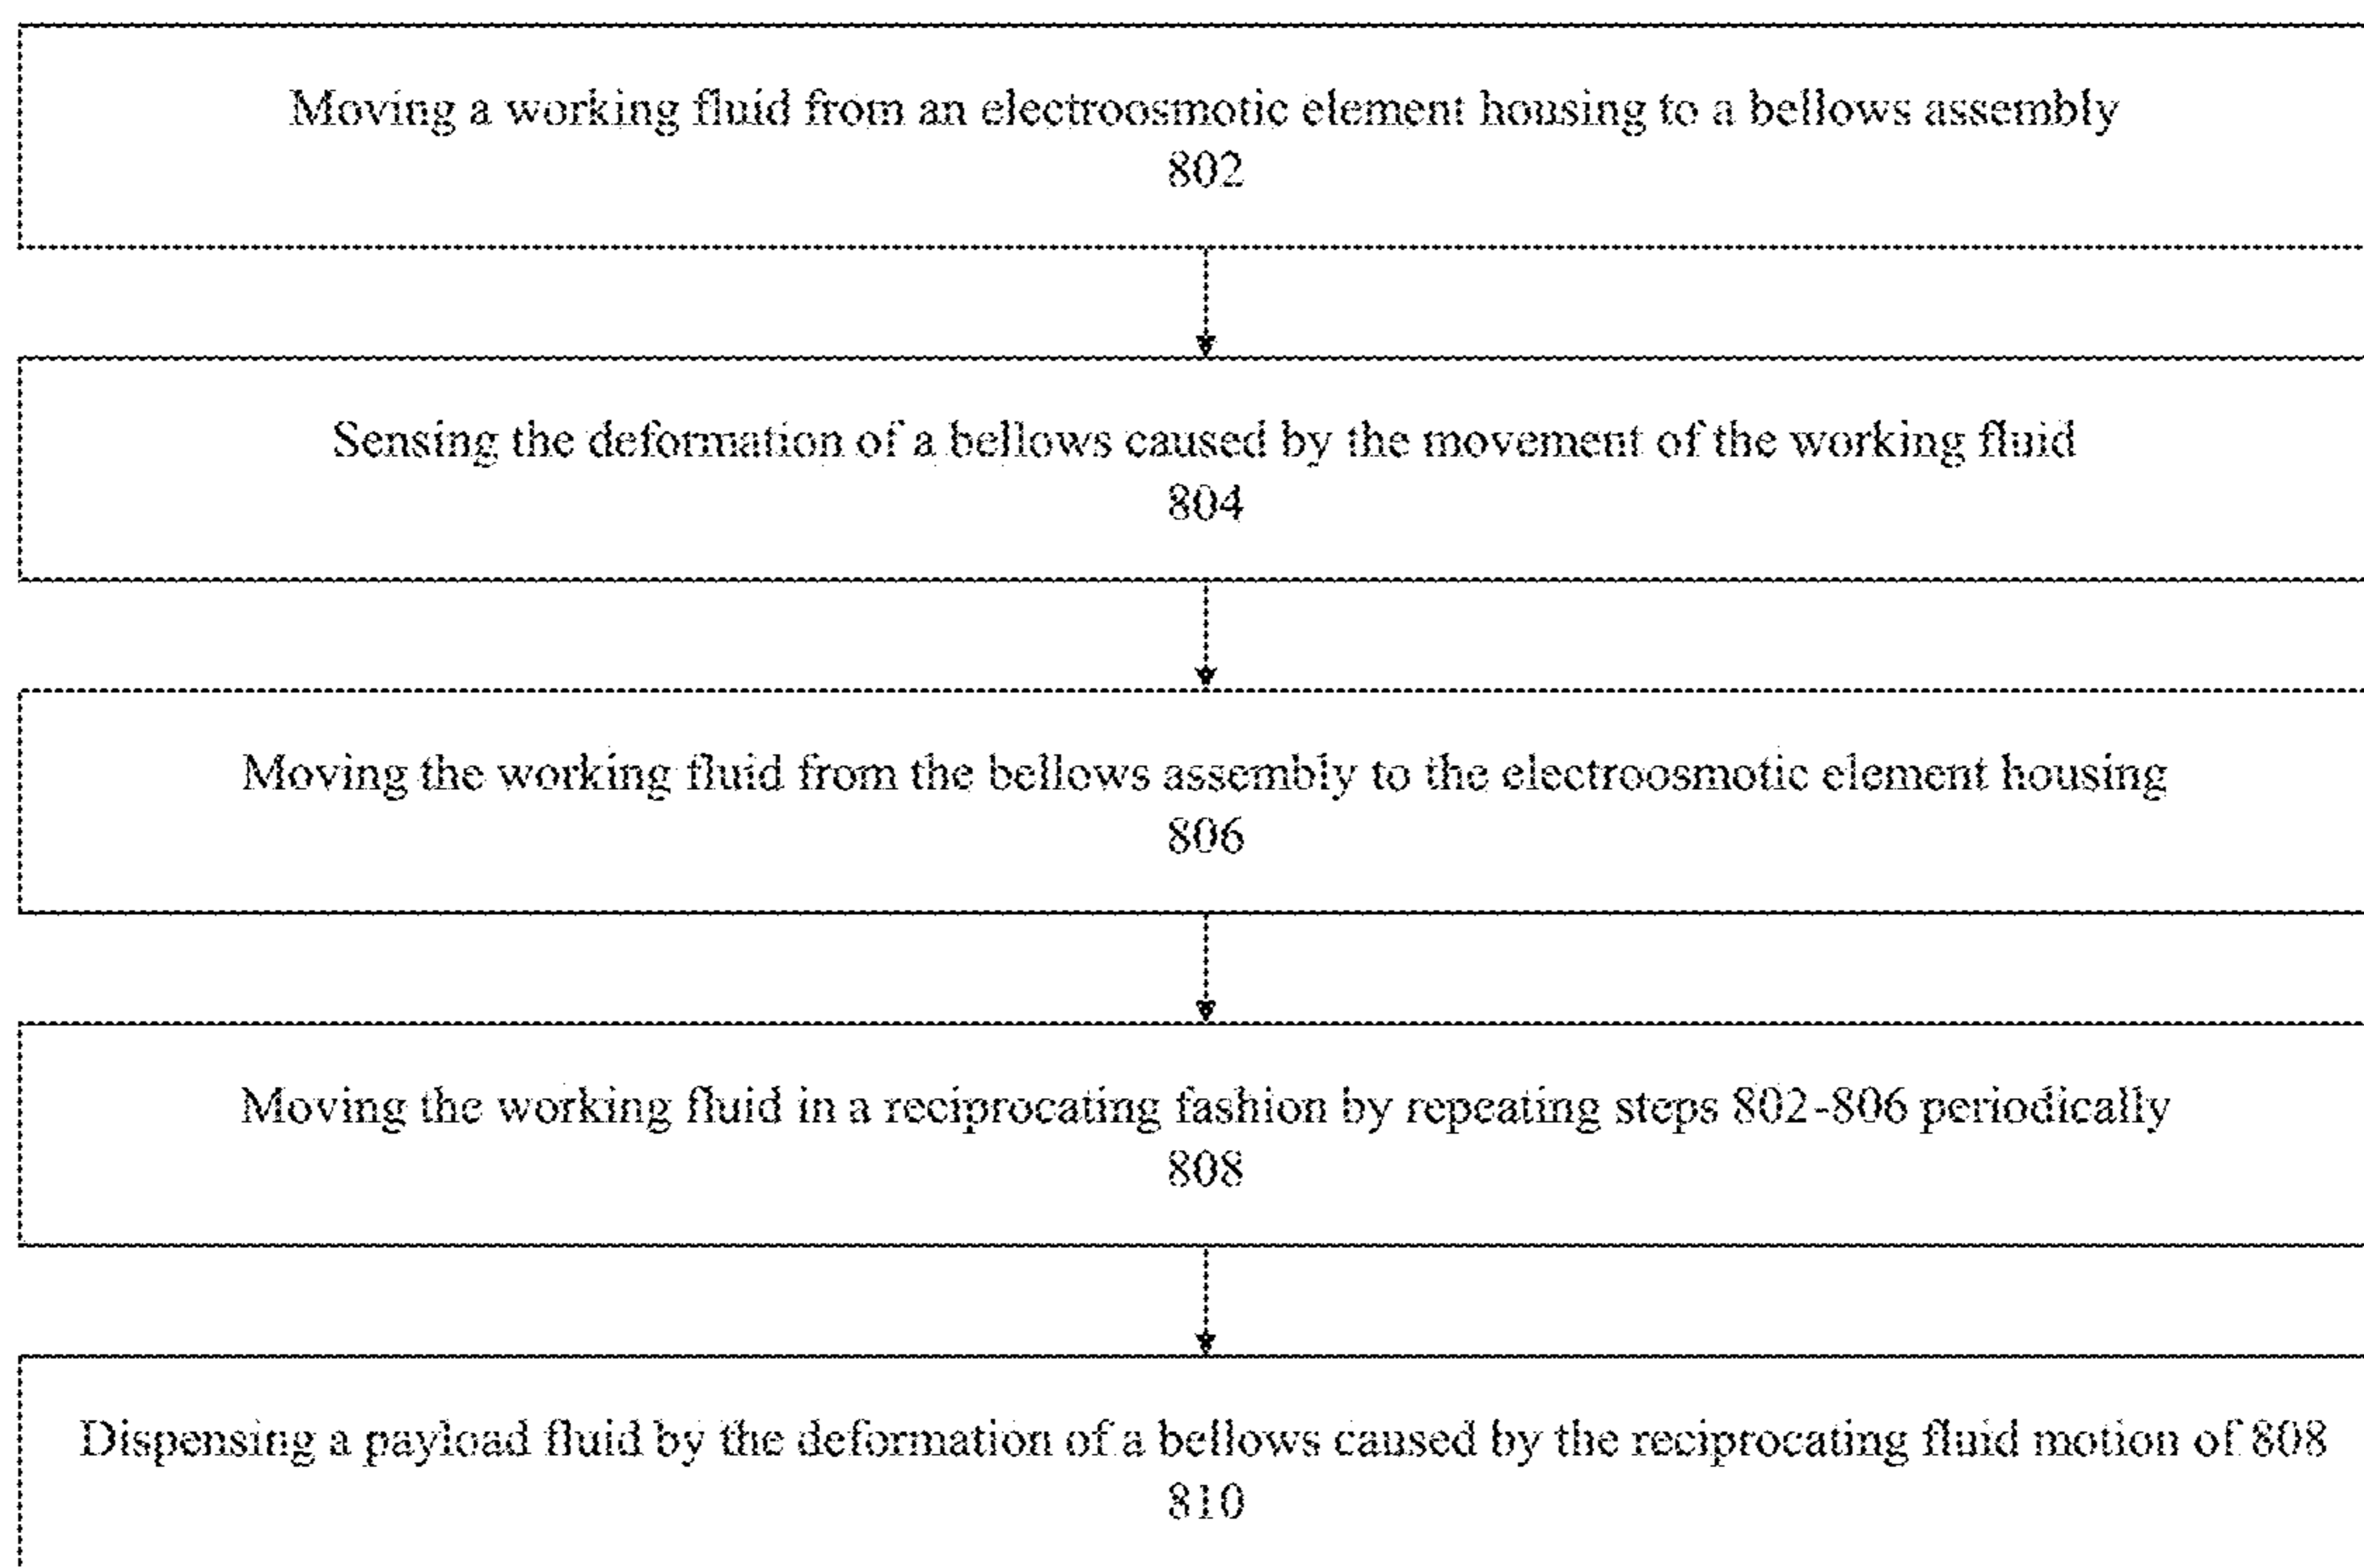 Moving a working fluid from an electroosmotic element housing to a bellows assembly
802
Sensing the deformation of a bellows caused by the movement of the working fluid
804
Moving the working fluid from the bellows assembly to the electroosmotic element housing
806
Moving the working fluid in a reciprocating fashion by repeating steps 802-806 periodically
808
Dispensing a payload fluid by the deformation of a bellows caused by the reciprocating fluid motion of 808
810